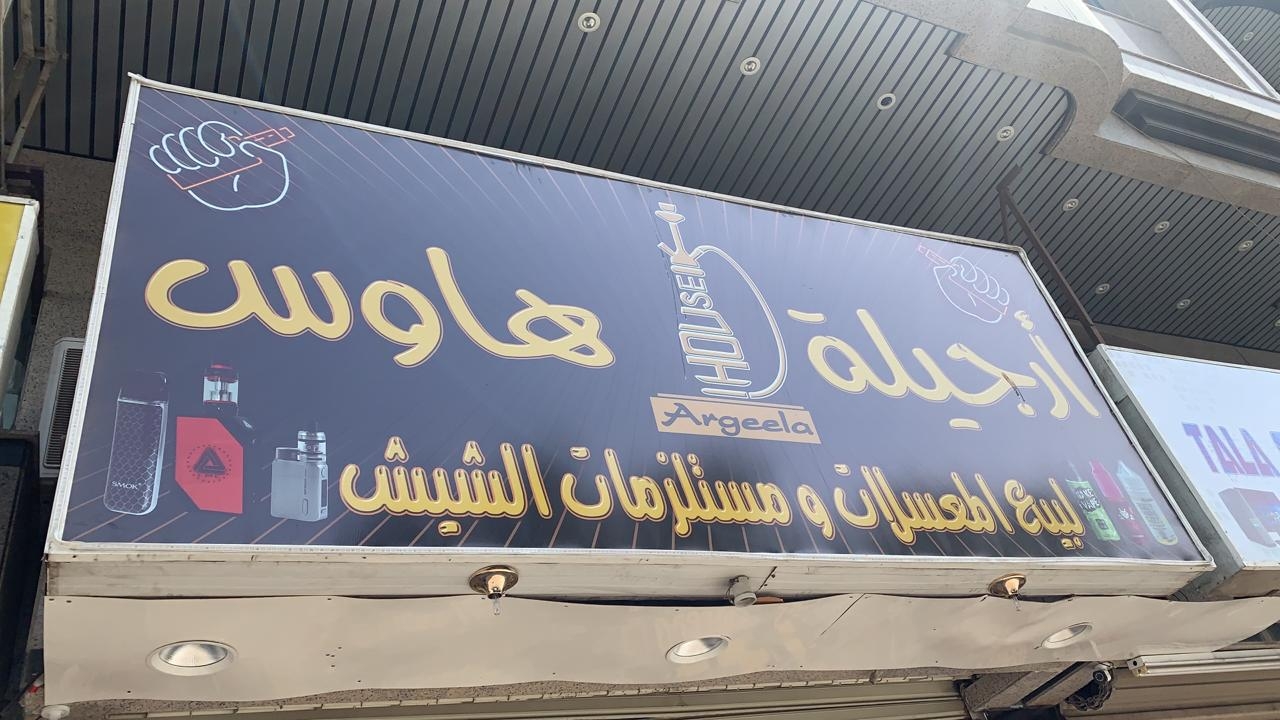 أرجيلة هاوس
HOUSE
Argeela
لبيع المعسلات و مستلزمات الشيش
SMOK
TALA